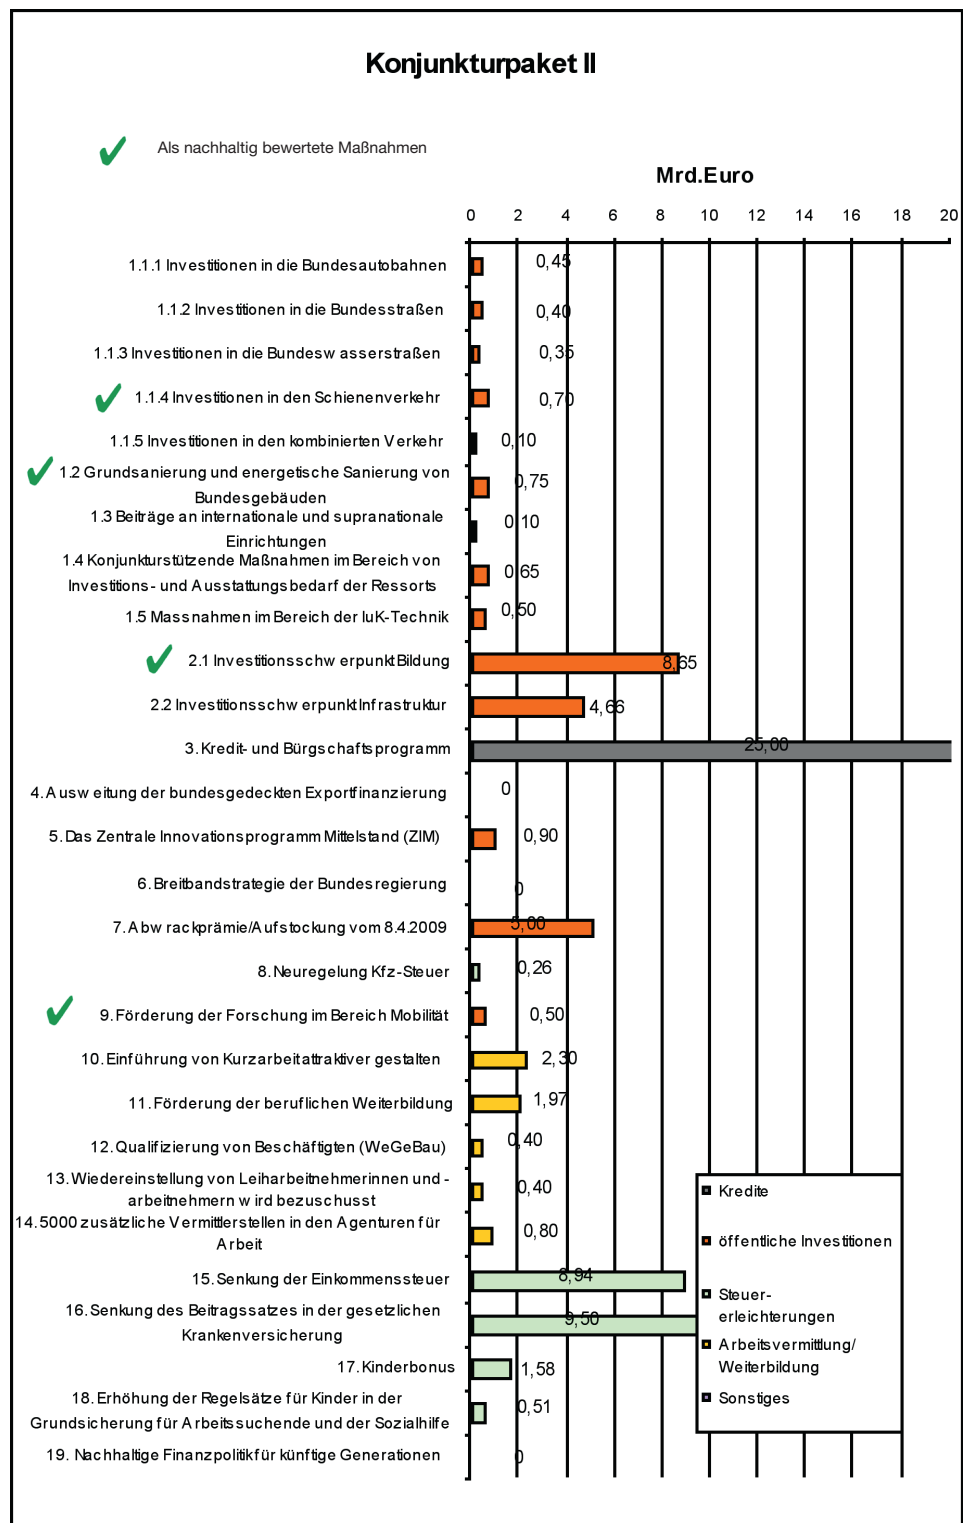 Konjunkturpaket II
Als nachhaltig bewertete Maßnahmen
Mrd.Euro
0 2 4 6 8 10 12 14 16 18 20
1.1.1 Investitionen in die Bundesautobahnen 0,45
1.1.2 Investitionen in die Bundesstraßen 0,40
1.1.3 Investitionen in die Bundesw asserstraßen 0,35
1.1.4 Investitionen in den Schienenverkehr 0,70
1.1.5 Investitionen in den kombinierten Verkehr 0,10
1.2 Grundsanierung und energetische Sanierung von
Bundesgebäuden 0,75
1.3 Beiträge an internationale und supranationale
Einrichtungen 0,10
1.4 Konjunkturstützende Maßnahmen im Bereich von
Investitions- und Ausstattungsbedarf der Ressorts 0,65
1.5 Massnahmen im Bereich der IuK-Technik 0,50
2.1 Investitionsschw erpunkt Bildung 8,65
2.2 Investitionsschw erpunkt Infrastruktur 4,66
3. Kredit- und Bürgschaftsprogramm 25,00
4. Ausw eitung der bundesgedeckten Exportfinanzierung 0
5. Das Zentrale Innovationsprogramm Mittelstand (ZIM) 0,90
6. Breitbandstrategie der Bundesregierung 0
7. Abw rackprämie/Aufstockung vom 8.4.2009 5,00
8. Neuregelung Kfz-Steuer 0,26
9. Förderung der Forschung im Bereich Mobilität 0,50
10. Einführung von Kurzarbeit attraktiver gestalten 2,30
11. Förderung der beruflichen Weiterbildung 1,97
12. Qualifizierung von Beschäftigten (WeGeBau) 0,40
13. Wiedereinstellung von Leiharbeitnehmerinnen und -
arbeitnehmern w ird bezuschusst 0,40
14. 5000 zusätzliche Vermittlerstellen in den Agenturen für
Arbeit 0,80
15. Senkung der Einkommenssteuer 8,94
16. Senkung des Beitragssatzes in der gesetzlichen
Krankenversicherung 9,50
17. Kinderbonus 1,58
18. Erhöhung der Regelsätze für Kinder in der
Grundsicherung für Arbeitssuchende und der Sozialhilfe 0,51
19. Nachhaltige Finanzpolitik für künftige Generationen 0
Kredite
öffentliche Investitionen
Steuer-
erleichterungen
Arbeitsvermittlung/
Weiterbildung
Sonstiges